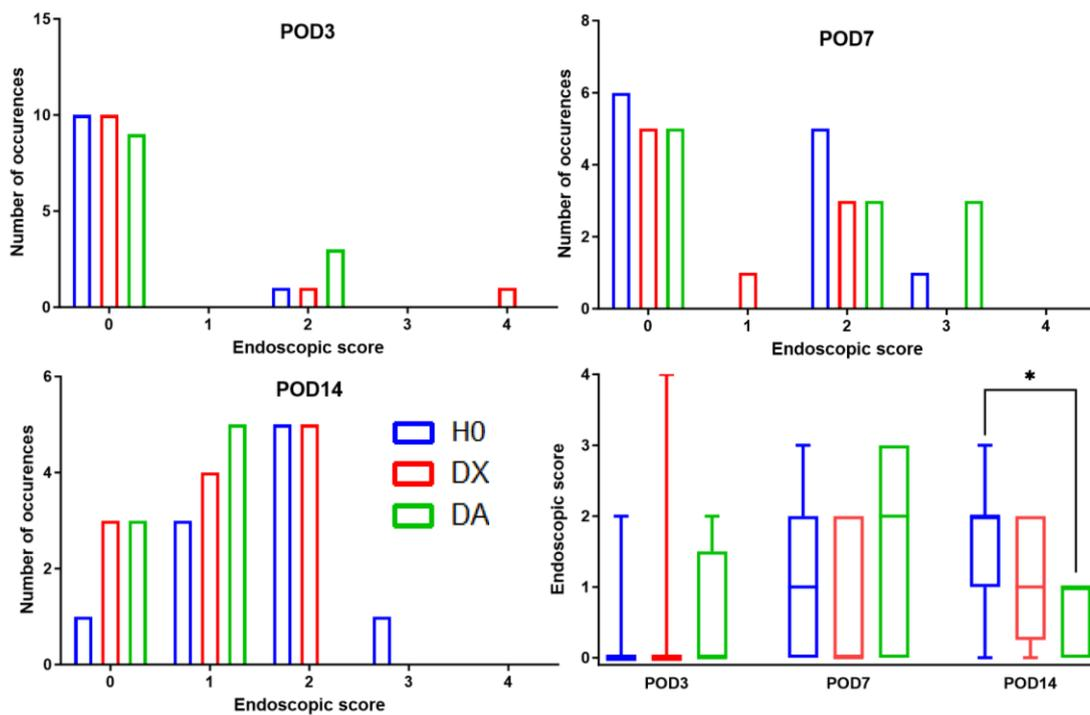 POD3
Number of occurences
15
10
5
0
0 1 2 3 4
Endoscopic score
POD7
Number of occurences
8
6
4
2
0
0 1 2 3 4
Endoscopic score
POD14
Number of occurences
6
4
2
0
0 1 2 3 4
Endoscopic score
H0
DX
DA
Endoscopic score
4
3
2
1
0
*
POD3 POD7 POD14